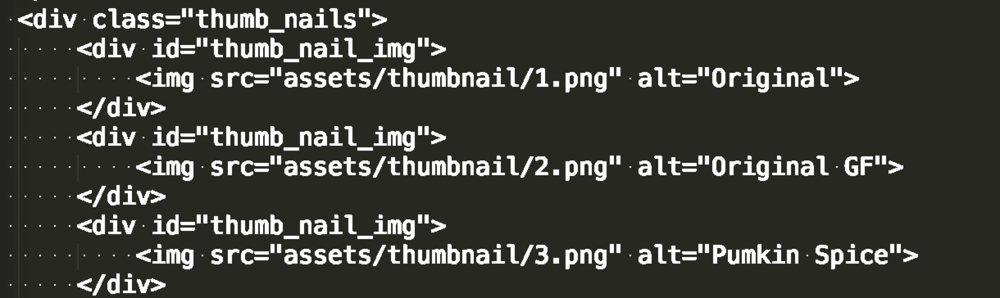 <div class="thumb_nails">
<div id="thumb_nail_img">
<img src="assets/thumbnail/1.png" alt="Original">
</div>
<div id="thumb_nail_img">
<img src="assets/thumbnail/2.png" alt="Original GF">
</div>
<div id="thumb_nail_img">
<img src="assets/thumbnail/3.png" alt="Pumkin Spice">
</div>